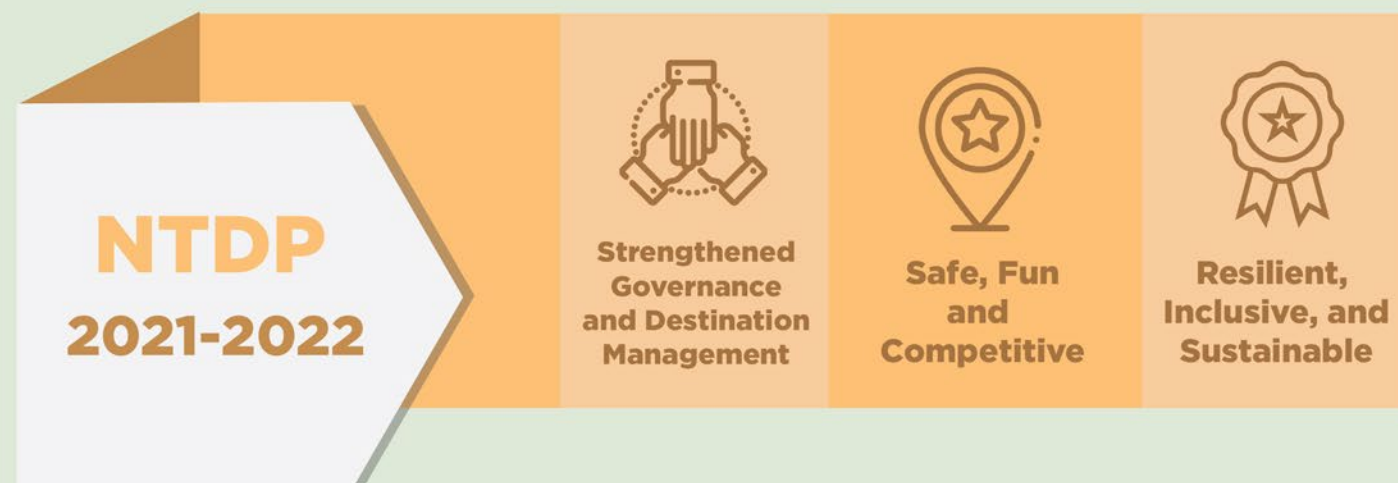 NTDP
2021-2022
Strengthened
Governance
and Destination
Management
Safe, Fun
and
Competitive
Resilient,
Inclusive, and
Sustainable